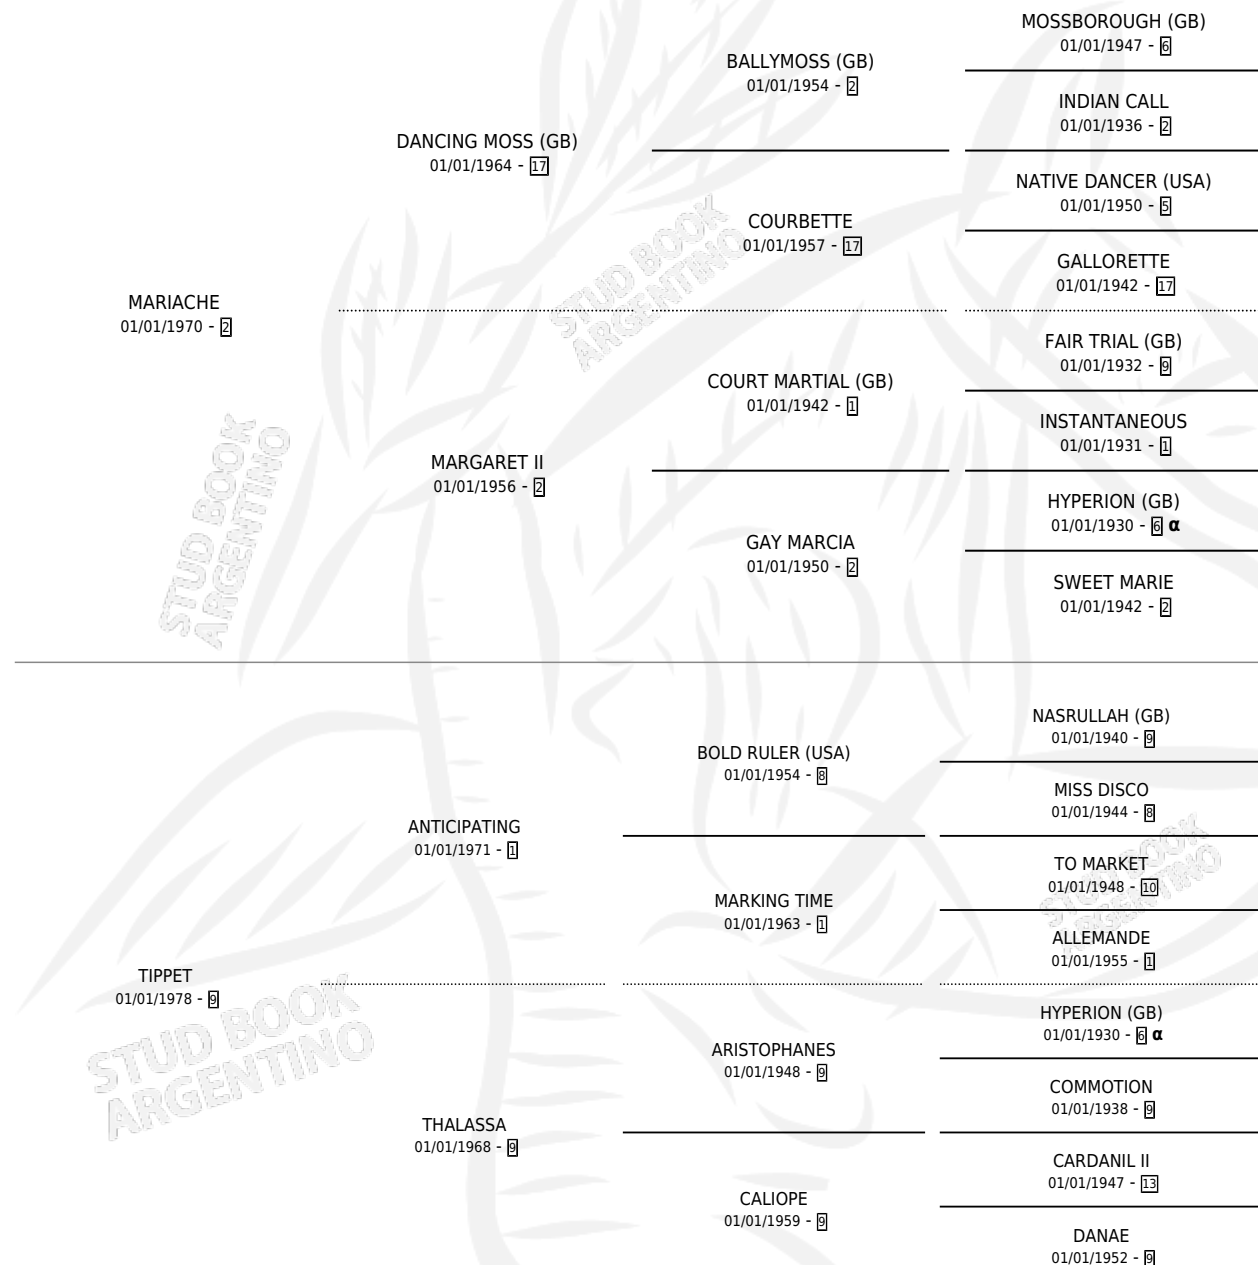 MOSSBOROUGH (GB)
01/01/1947 - 6
BALLYMOSS (GB)
01/01/1954 - 2
INDIAN CALL
01/01/1936 - 2
DANCING MOSS (GB)
01/01/1964 - 17
NATIVE DANCER (USA)
01/01/1950 - 5
COURBETTE
01/01/1957 - 17
GALLORETTE
01/01/1942 - 17
MARIACHE
01/01/1970 - 2
FAIR TRIAL (GB)
01/01/1932 - 9
COURT MARTIAL (GB)
01/01/1942 - 1
INSTANTANEOUS
01/01/1931 - 1
MARGARET II
01/01/1956 - 2
HYPERION (GB)
01/01/1930 - 6 α
GAY MARCIA
01/01/1950 - 2
SWEET MARIE
01/01/1942 - 2
NASRULLAH (GB)
01/01/1940 - 9
BOLD RULER (USA)
01/01/1954 - 8
MISS DISCO
01/01/1944 - 8
ANTICIPATING
01/01/1971 - 1
TO MARKET
01/01/1948 - 10
MARKING TIME
01/01/1963 - 1
ALLEMANDE
01/01/1955 - 1
TIPPET
01/01/1978 - 9
HYPERION (GB)
01/01/1930 - 6 α
ARISTOPHANES
01/01/1948 - 9
COMMOTION
01/01/1938 - 9
THALASSA
01/01/1968 - 9
CARDANIL II
01/01/1947 - 13
CALIOPE
01/01/1959 - 9
DANAE
01/01/1952 - 9
STUD BOOK
ARGENTINO
STUD BOOK
ARGENTINO
STUD BOOK
ARGENTINO
STUD BOOK
ARGENTINO